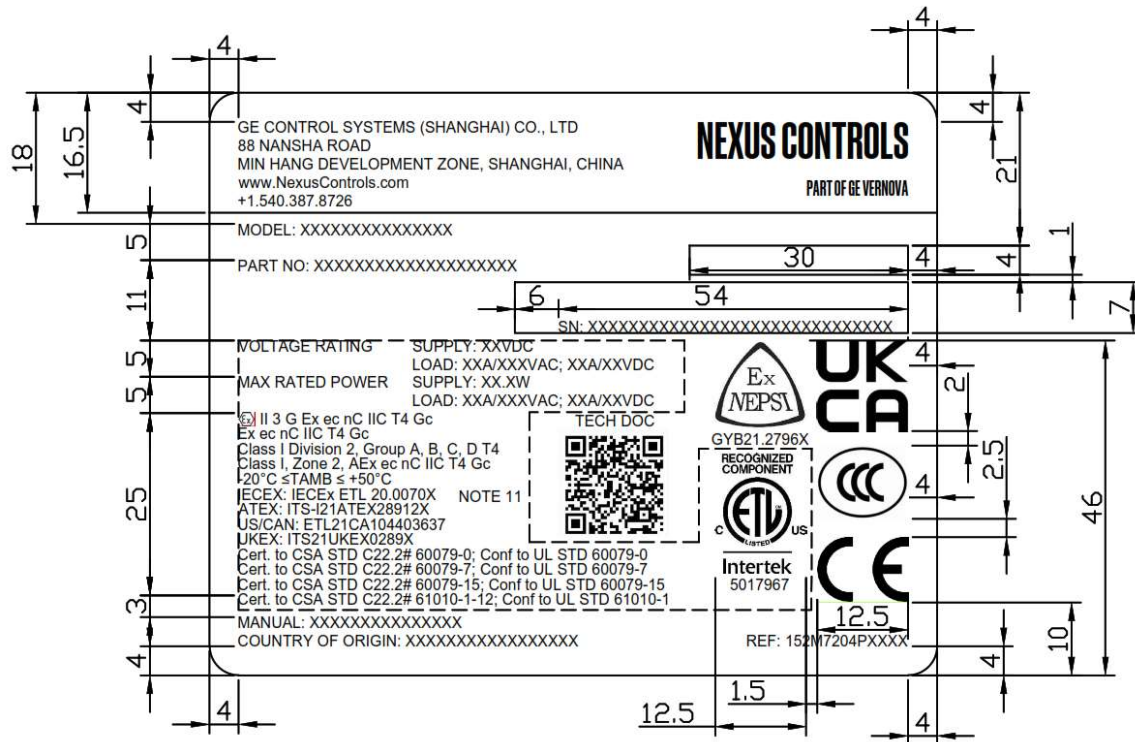 4
4
4
4
18
16.5
21
GE CONTROL SYSTEMS (SHANGHAI) CO., LTD
88 NANSHA ROAD
MIN HANG DEVELOPMENT ZONE, SHANGHAI, CHINA
www.NexusControls.com
+1.540.387.8726
NEXUS CONTROLS
PART OF GE VERNOVA
MODEL: XXXXXXXXXXXXXXX
5
PART NO: XXXXXXXXXXXXXXXXXXXX
30
4
4
1
11
6
54
7
SN: XXXXXXXXXXXXXXXXXXXXXXXXXXXXXX
5
VOLTAGE RATING SUPPLY: XXVDC
LOAD: XXA/XXXVAC; XXA/XXVDC
5
MAX RATED POWER SUPPLY: XX.XW
LOAD: XXA/XXXVAC; XXA/XXVDC
Ex
NEPSI
GYB21.2796X
UK
CA
4
2
Ex II 3 G Ex ec nC IIC T4 Gc
Ex ec nC IIC T4 Gc
Class I Division 2, Group A, B, C, D T4
Class I, Zone 2, AEx ec nC IIC T4 Gc
-20°C ≤TAMB ≤ +50°C
IECEX: IECEx ETL 20.0070X NOTE 11
ATEX: ITS-I21ATEX28912X
US/CAN: ETL21CA104403637
UKEX: ITS21UKEX0289X
Cert. to CSA STD C22.2# 60079-0; Conf to UL STD 60079-0
Cert. to CSA STD C22.2# 60079-7; Conf to UL STD 60079-7
Cert. to CSA STD C22.2# 60079-15; Conf to UL STD 60079-15
Cert. to CSA STD C22.2# 61010-1-12; Conf to UL STD 61010-1
TECH DOC
RECOGNIZED
COMPONENT
ETL
LISTED
C US
Intertek
5017967
CCC
4
2.5
CE
25
46
3
MANUAL: XXXXXXXXXXXXXXX
COUNTRY OF ORIGIN: XXXXXXXXXXXXXXXXX
REF: 152M7204PXXXX
12.5
10
4
4
1.5
12.5
4
4